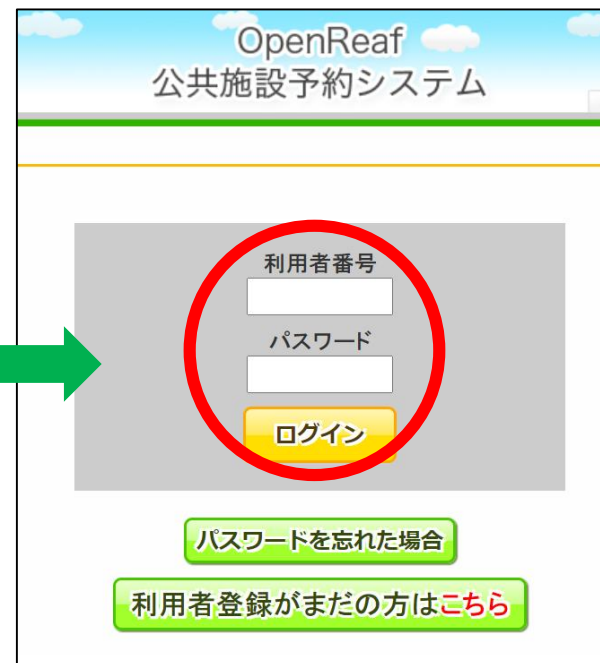 OpenReaf
公共施設予約システム
利用者番号
パスワード
ログイン
パスワードを忘れた場合
利用者登録がまだの方はこちら